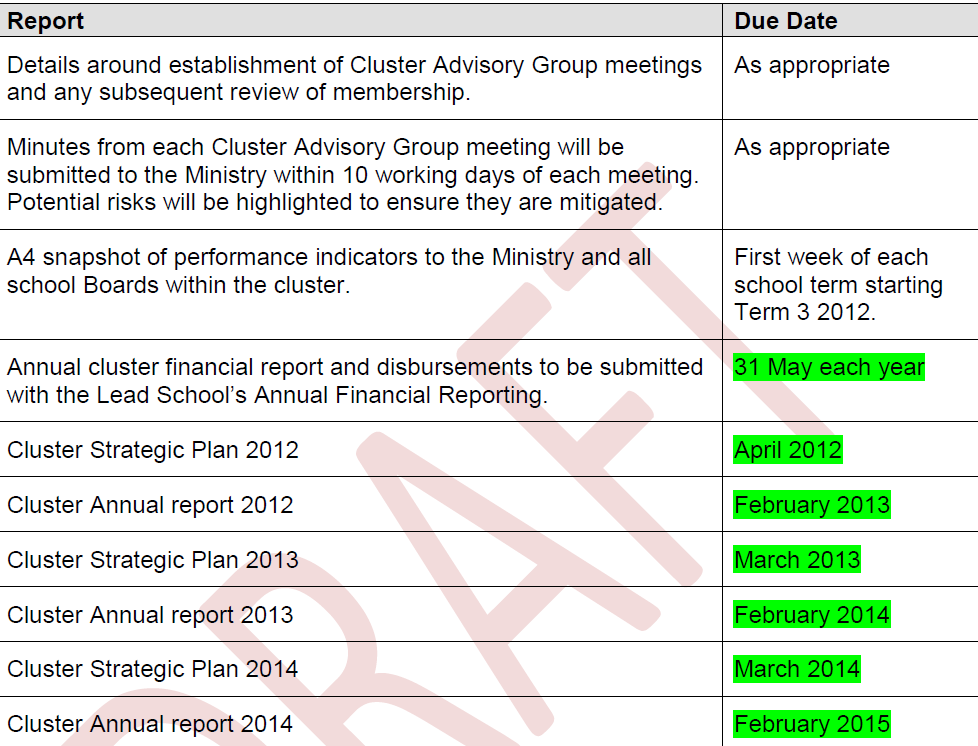 Report Due Date
Details around establishment of Cluster Advisory Group meetings As appropriate
and any subsequent review of membership.
Minutes from each Cluster Advisory Group meeting will be As appropriate
submitted to the Ministry within 10 working days of each meeting.
Potential risks will be highlighted to ensure they are mitigated.
A4 snapshot of performance indicators to the Ministry and all First week of each
school Boards within the cluster. school term starting
Term 3 2012.
Annual cluster financial report and disbursements to be submitted 31 May each year
with the Lead School’s Annual Financial Reporting.
Cluster Strategic Plan 2012 April 2012
Cluster Annual report 2012 February 2013
Cluster Strategic Plan 2013 March 2013
Cluster Annual report 2013 February 2014
Cluster Strategic Plan 2014 March 2014
Cluster Annual report 2014 February 2015
DRAFT